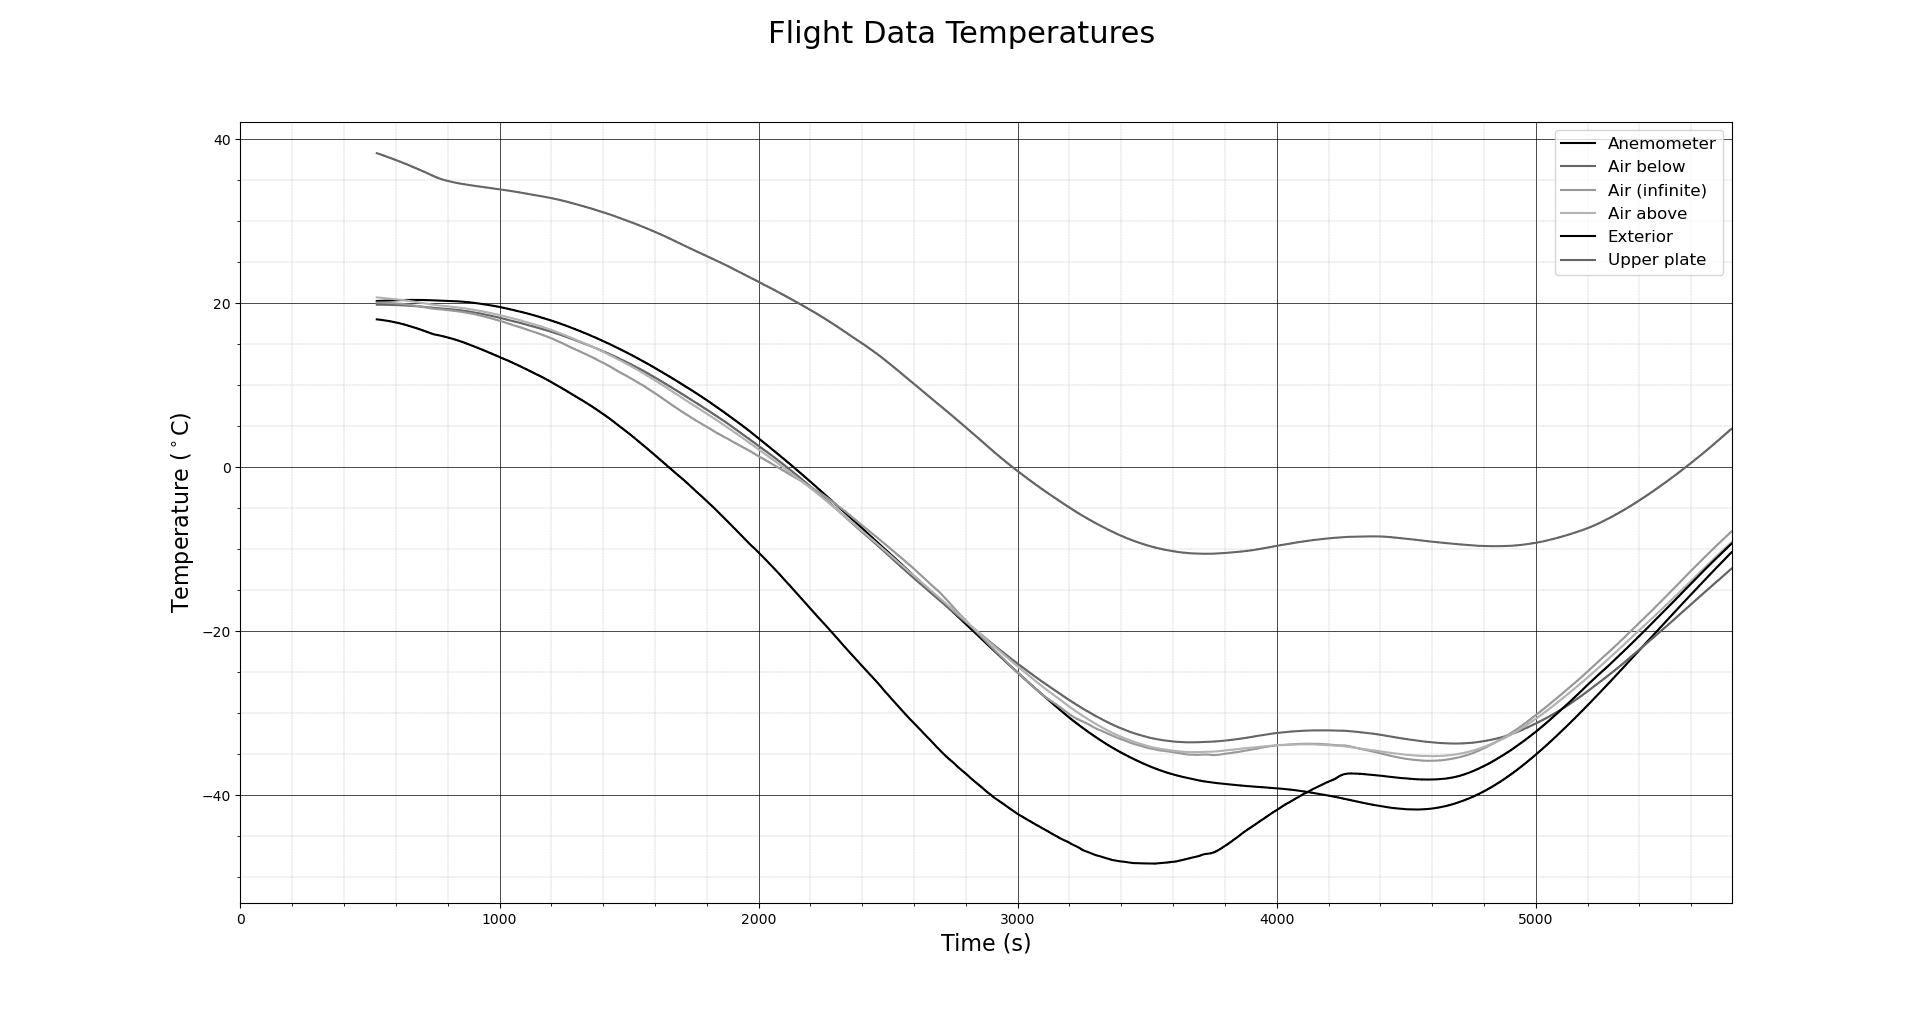 Flight Data Temperatures
40
20
0
−20
−40
Temperature (°C)
Anemometer
Air below
Air (infinite)
Air above
Exterior
Upper plate
0 1000 2000 3000 4000 5000
Time (s)